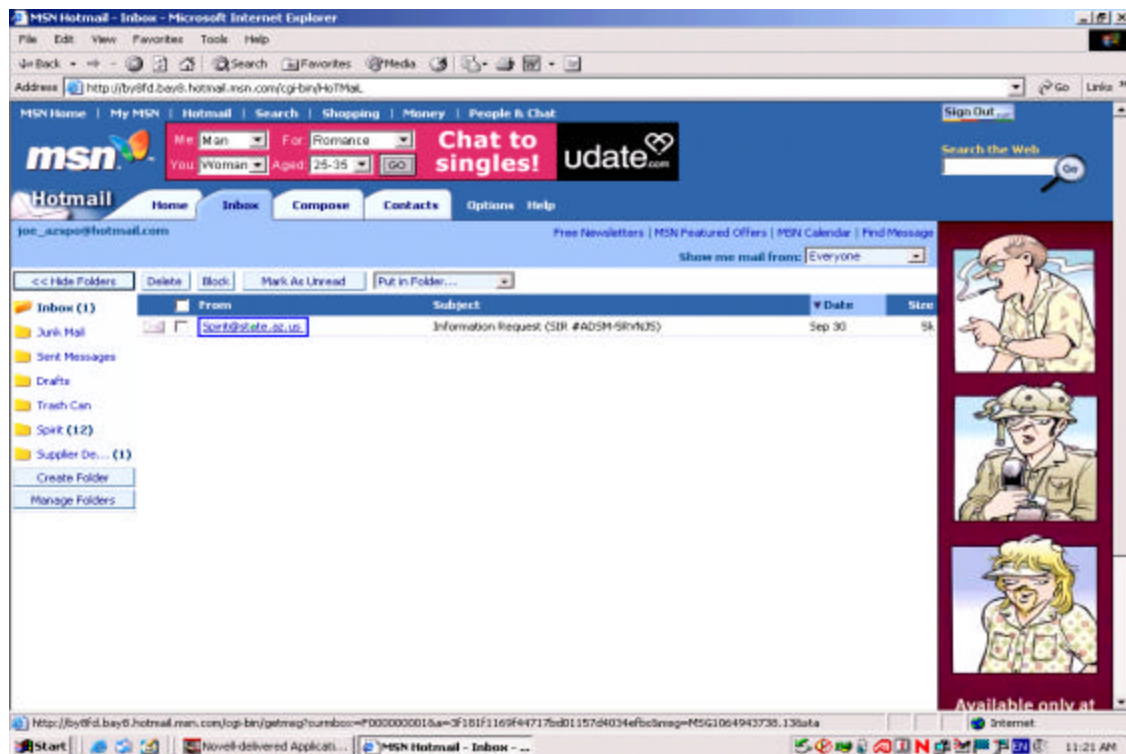 MSN Hotmail - Inbox - Microsoft Internet Explorer
File Edit View Favorites Tools Help
Back Search Favorites Media
Address http://by8fd.bay8.hotmail.msn.com/cgi-bin/HoTMaiL Go Links
MSN Home | My MSN | Hotmail | Search | Shopping | Money | People & Chat Sign Out
Me: Man For: Romance Chat to
msn You: Woman Aged: 25-35 GO singles! udate.com Search the Web
Go
Hotmail Home Inbox Compose Contacts Options Help
joe_azspo@hotmail.com Free Newsletters | MSN Featured Offers | MSN Calendar | Find Message
Show me mail from: Everyone
<< Hide Folders Delete Block Mark As Unread Put in Folder...
Inbox (1) From Subject Date Size
Junk Mail Spirit@state.az.us Information Request (SIR #ADSM-5RVNJS) Sep 30 5k
Sent Messages
Drafts
Trash Can
Spirit (12)
Supplier De... (1)
Create Folder
Manage Folders
Available only at
Internet
Start Novell-delivered Applicati... MSN Hotmail - Inbox - ... 11:21 AM